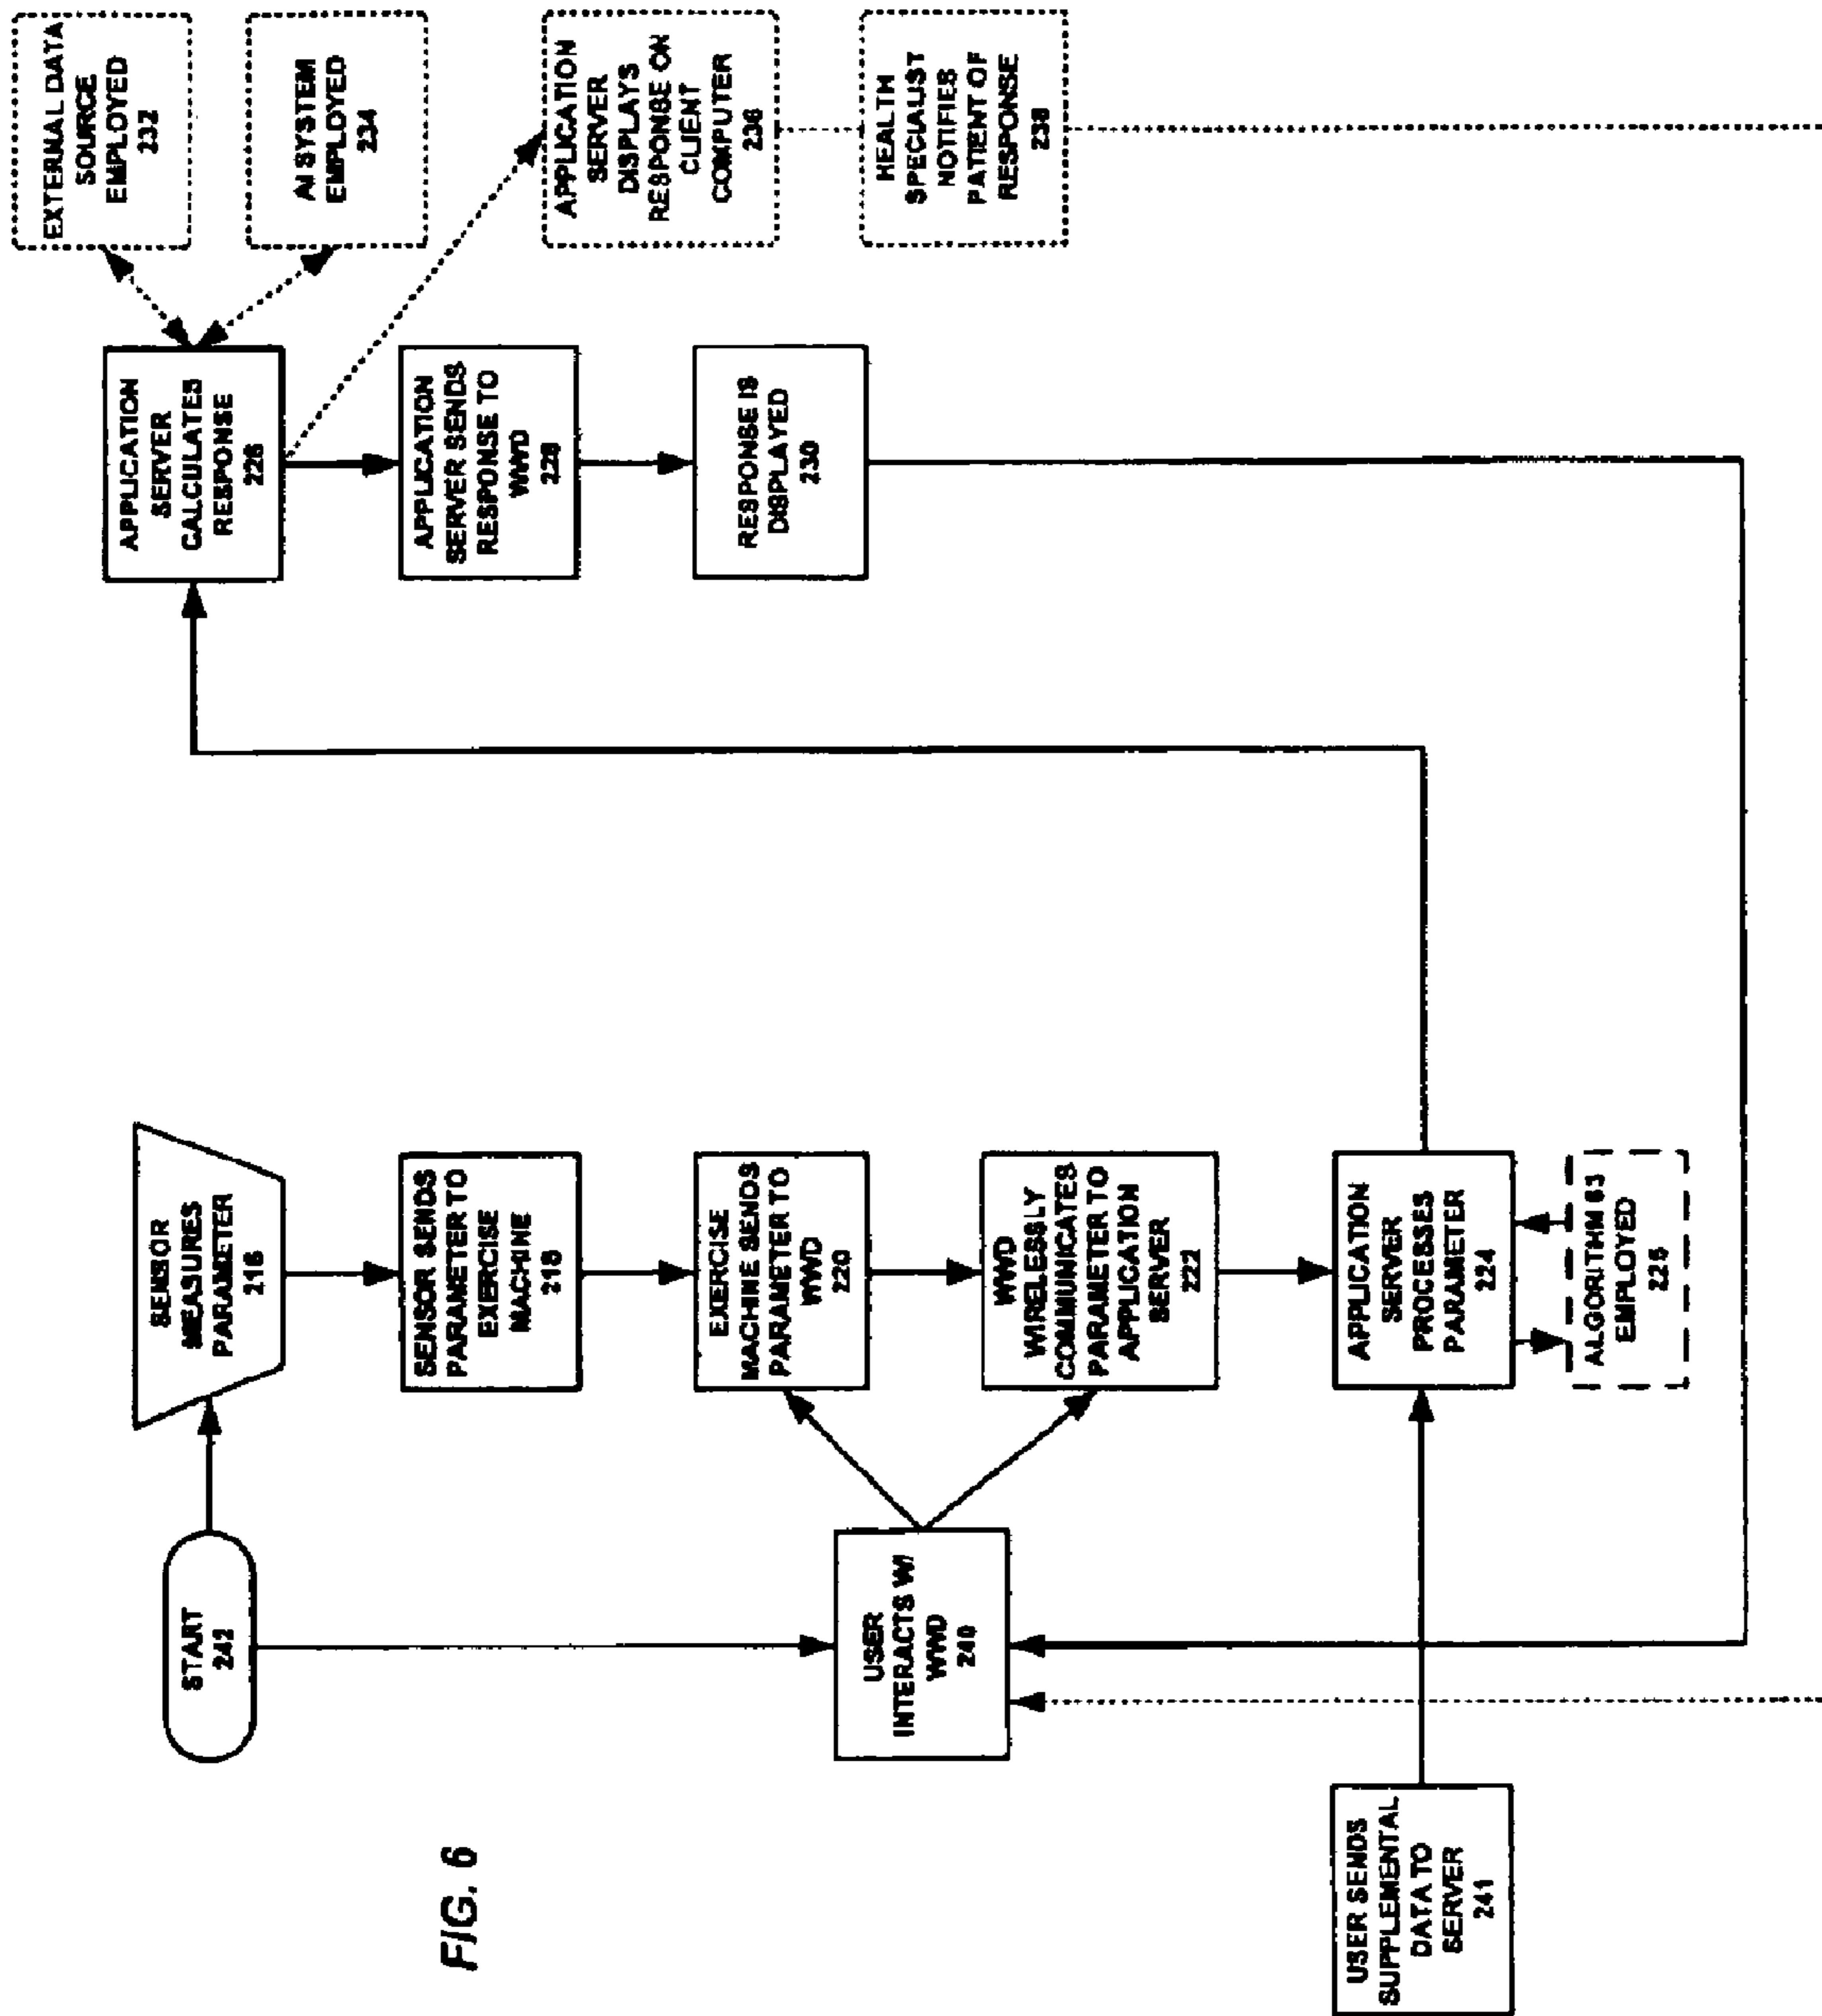 FIG. 6
START
242
SENSOR
MEASURES
PARAMETER
216
SENSOR SENDS
PARAMETER TO
EXERCISE
MACHINE
218
EXERCISE
MACHINE SENDS
PARAMETER TO
WWD
220
WWD
WIRELESSLY
COMMUNICATES
PARAMETER TO
APPLICATION
SERVER
222
APPLICATION
SERVER
PROCESSES
PARAMETER
224
ALGORITHM 63
EMPLOYED
225
USER
INTERACTS W/
WWD
240
USER SENDS
SUPPLEMENTAL
DATA TO
SERVER
241
APPLICATION
SERVER
CALCULATES
RESPONSE
226
APPLICATION
SERVER SENDS
RESPONSE TO
WWD
228
RESPONSE IS
DISPLAYED
230
EXTERNAL DATA
SOURCE
EMPLOYED
232
AI SYSTEM
EMPLOYED
234
APPLICATION
SERVER
DISPLAYS
RESPONSE ON
CLIENT
COMPUTER
236
HEALTH
SPECIALIST
NOTIFIES
PATIENT OF
RESPONSE
238